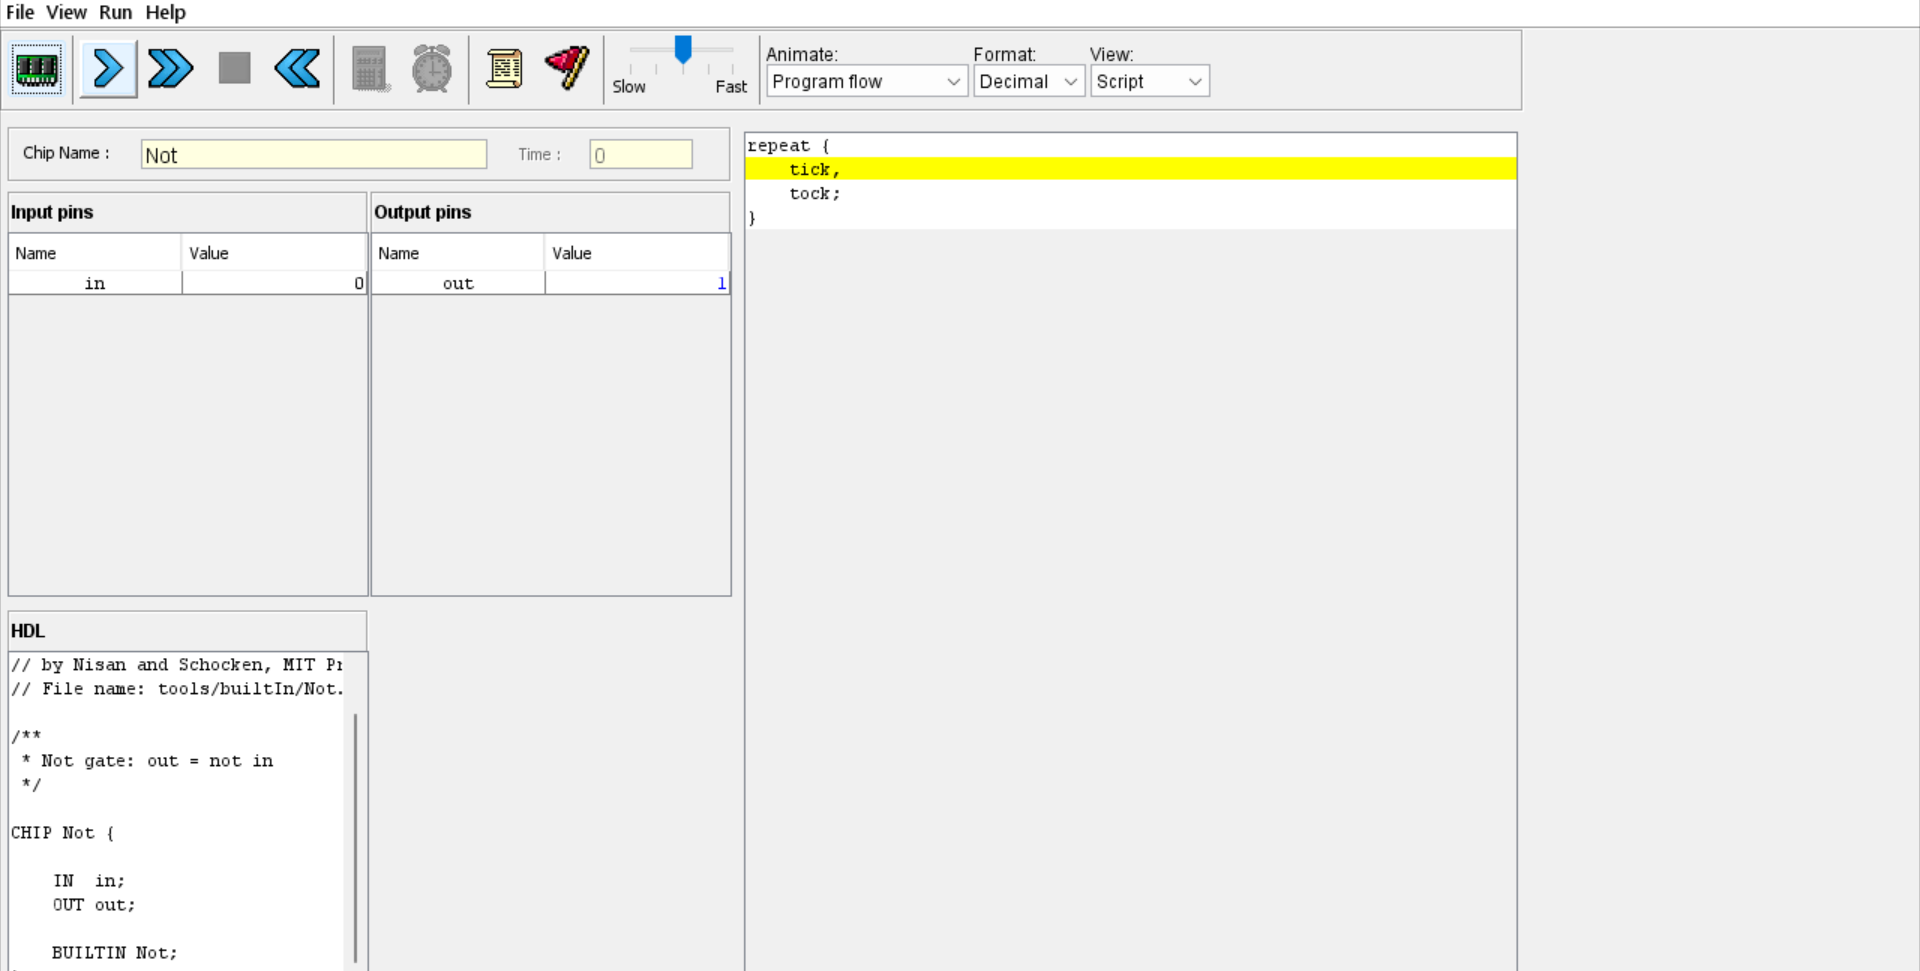 File View Run Help
Slow Fast
Animate: Format: View:
Program flow Decimal Script
Chip Name : Not Time : 0
Input pins
Name Value
in 0
Output pins
Name Value
out 1
HDL
// by Nisan and Schocken, MIT Pr
// File name: tools/builtIn/Not.
/**
 * Not gate: out = not in
 */
CHIP Not {
IN in;
OUT out;
BUILTIN Not;
repeat {
tick,
tock;
}